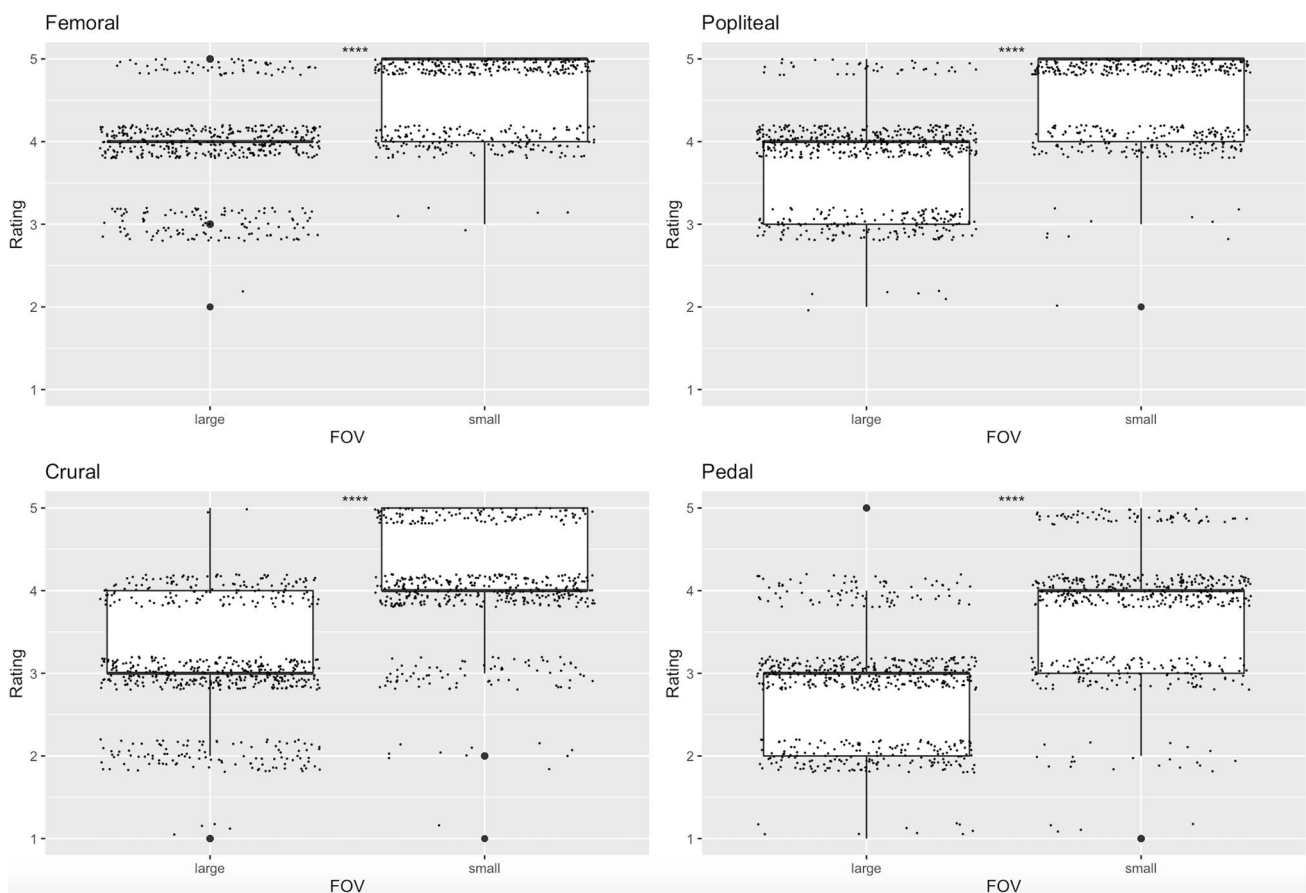 Femoral
Popliteal
****
****
5
4
3
2
1
Rating
large
small
FOV
5
4
3
2
1
Rating
large
small
FOV
Crural
Pedal
****
****
5
4
3
2
1
Rating
large
small
FOV
5
4
3
2
1
Rating
large
small
FOV